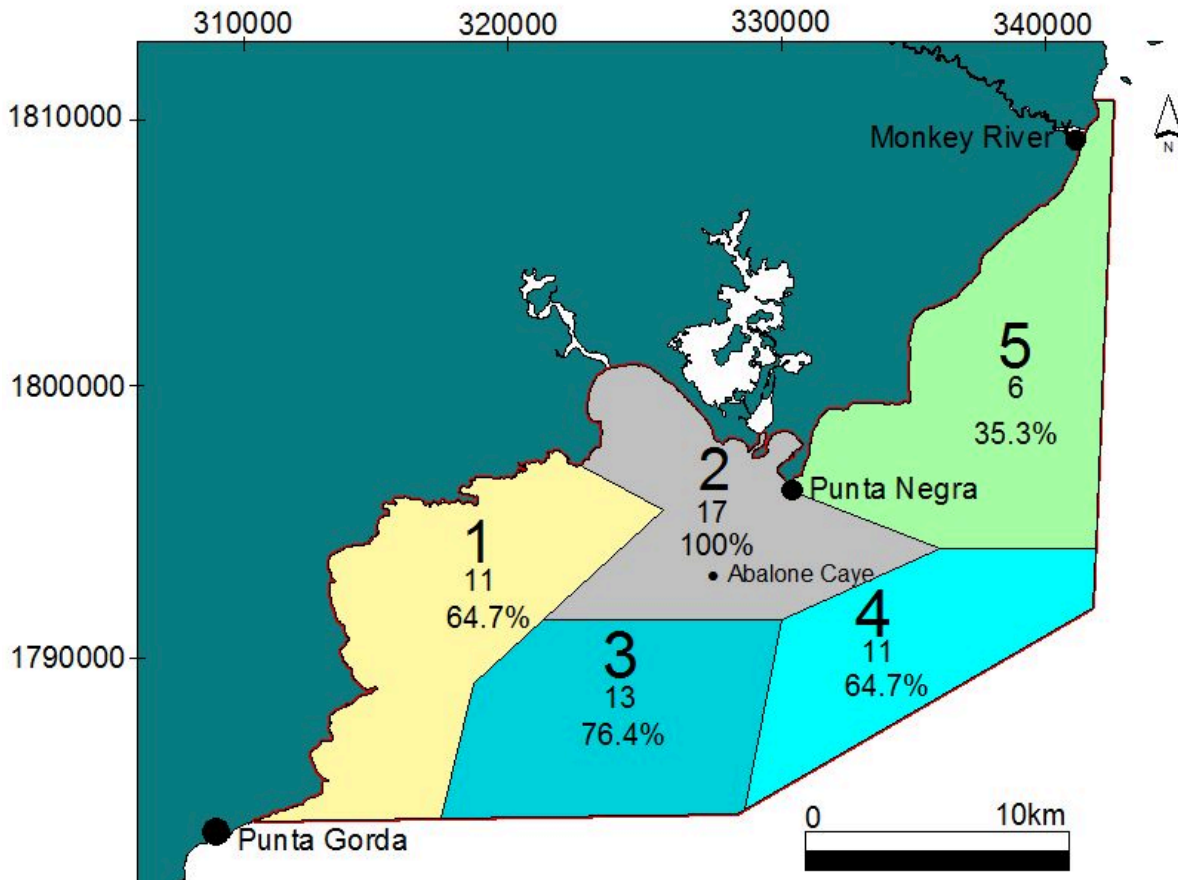 310000 320000 330000 340000
1810000
Monkey River
N
1800000
5
6
35.3%
2
17
100%
Punta Negra
Abalone Caye
1
11
64.7%
4
11
64.7%
1790000
3
13
76.4%
0 10km
Punta Gorda